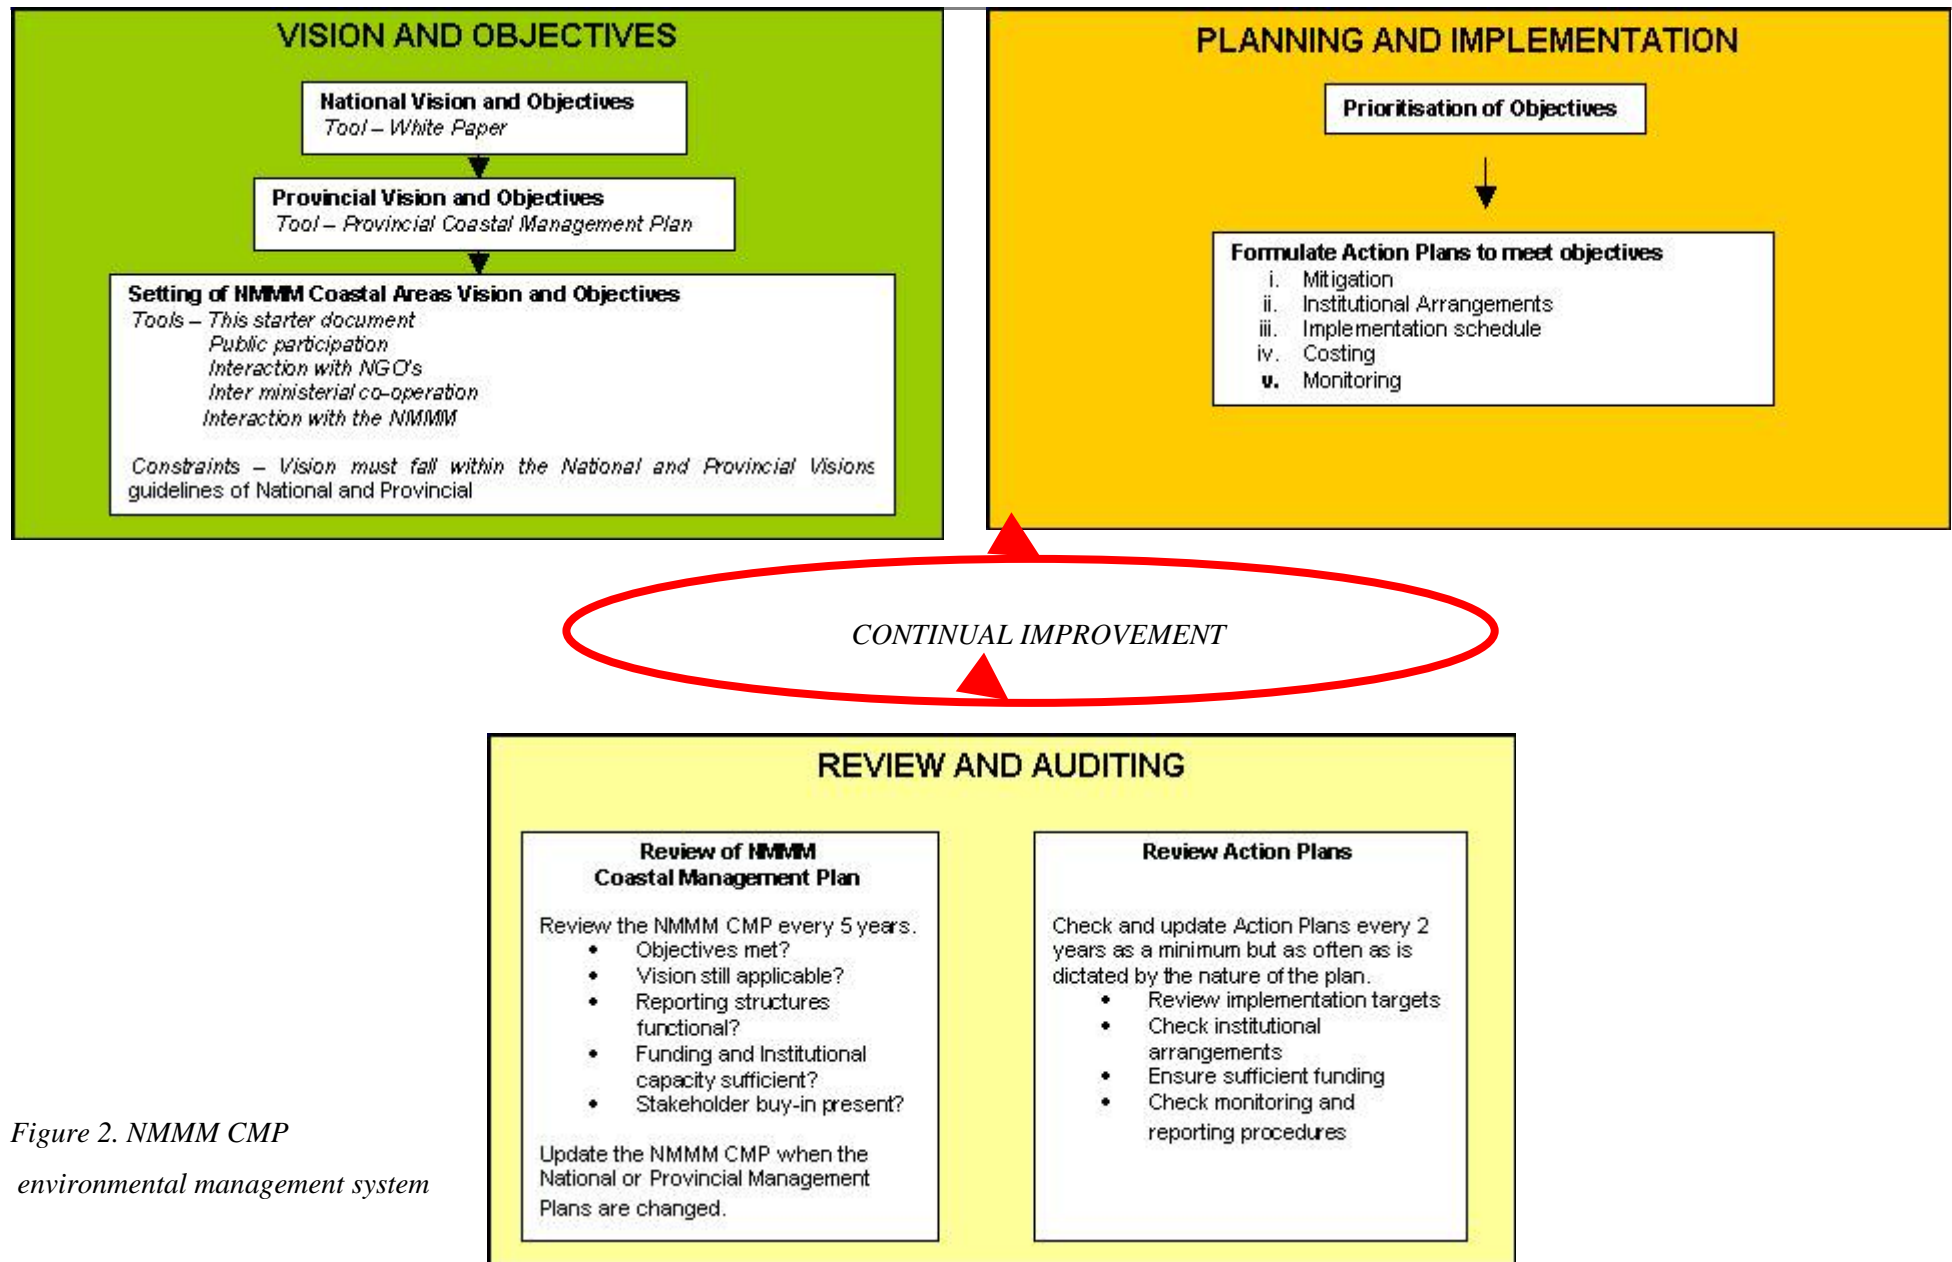 VISION AND OBJECTIVES
National Vision and Objectives
Tool – White Paper
Provincial Vision and Objectives
Tool – Provincial Coastal Management Plan
Setting of NMMM Coastal Areas Vision and Objectives
Tools – This starter document
Public participation
Interaction with NGO's
Inter ministerial co-operation
Interaction with the NMMM
Constraints – Vision must fall within the National and Provincial Visions
guidelines of National and Provincial
PLANNING AND IMPLEMENTATION
Prioritisation of Objectives
Formulate Action Plans to meet objectives
i. Mitigation
ii. Institutional Arrangements
iii. Implementation schedule
iv. Costing
v. Monitoring
CONTINUAL IMPROVEMENT
REVIEW AND AUDITING
Review of NMMM
Coastal Management Plan
Review the NMMM CMP every 5 years.
• Objectives met?
• Vision still applicable?
• Reporting structures
functional?
• Funding and Institutional
capacity sufficient?
• Stakeholder buy-in present?
Update the NMMM CMP when the
National or Provincial Management
Plans are changed.
Review Action Plans
Check and update Action Plans every 2
years as a minimum but as often as is
dictated by the nature of the plan.
• Review implementation targets
• Check institutional
arrangements
• Ensure sufficient funding
• Check monitoring and
reporting procedures
Figure 2. NMMM CMP
environmental management system